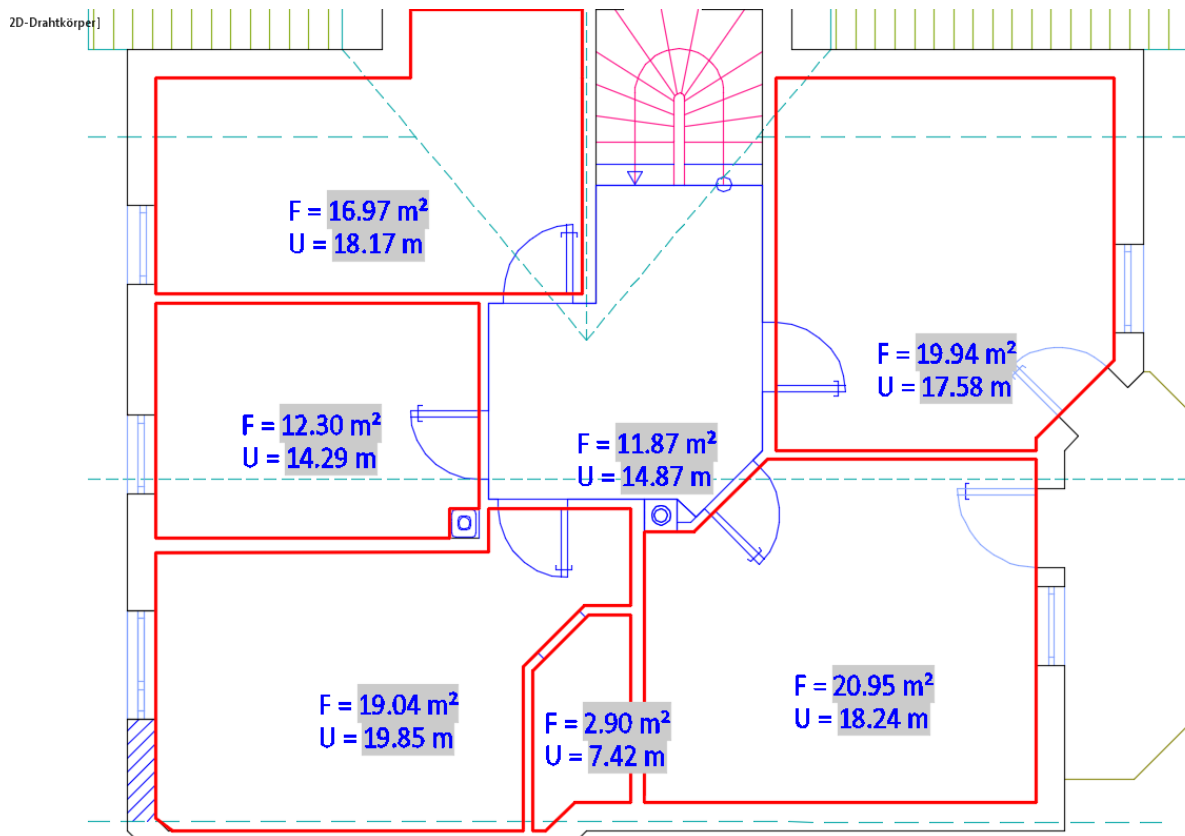 2D-Drahtkörper]
F = 16.97 m²
U = 18.17 m
F = 19.94 m²
U = 17.58 m
F = 12.30 m²
U = 14.29 m
F = 11.87 m²
U = 14.87 m
F = 19.04 m²
U = 19.85 m
F = 2.90 m²
U = 7.42 m
F = 20.95 m²
U = 18.24 m